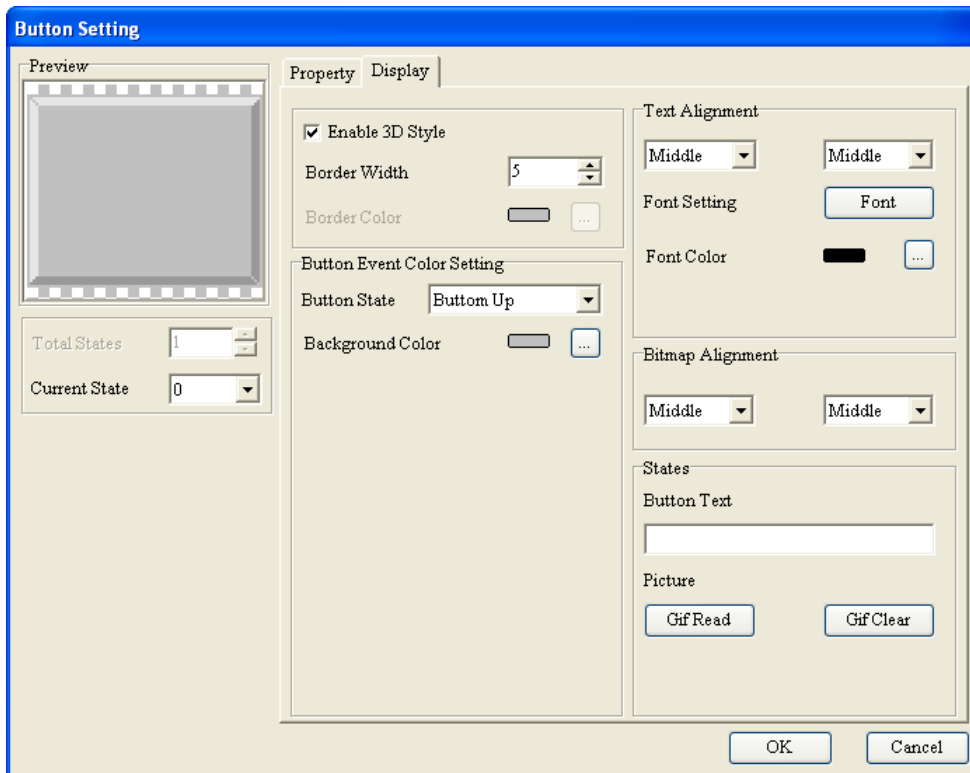 Button Setting
Preview
Total States
1
Current State
0
Property
Display
Enable 3D Style
Border Width
5
Border Color
...
Button Event Color Setting
Button State
Buttom Up
Background Color
...
Text Alignment
Middle
Middle
Font Setting
Font
Font Color
...
Bitmap Alignment
Middle
Middle
States
Button Text
Picture
Gif Read
Gif Clear
OK
Cancel